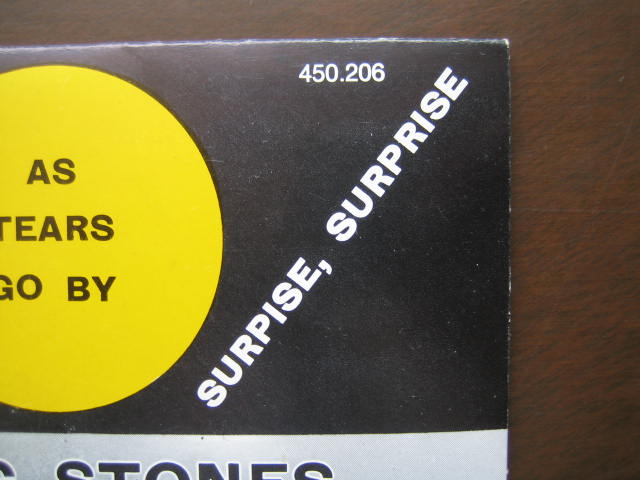 450.206
AS
TEARS
GO BY
SURPISE, SURPRISE
G STONES